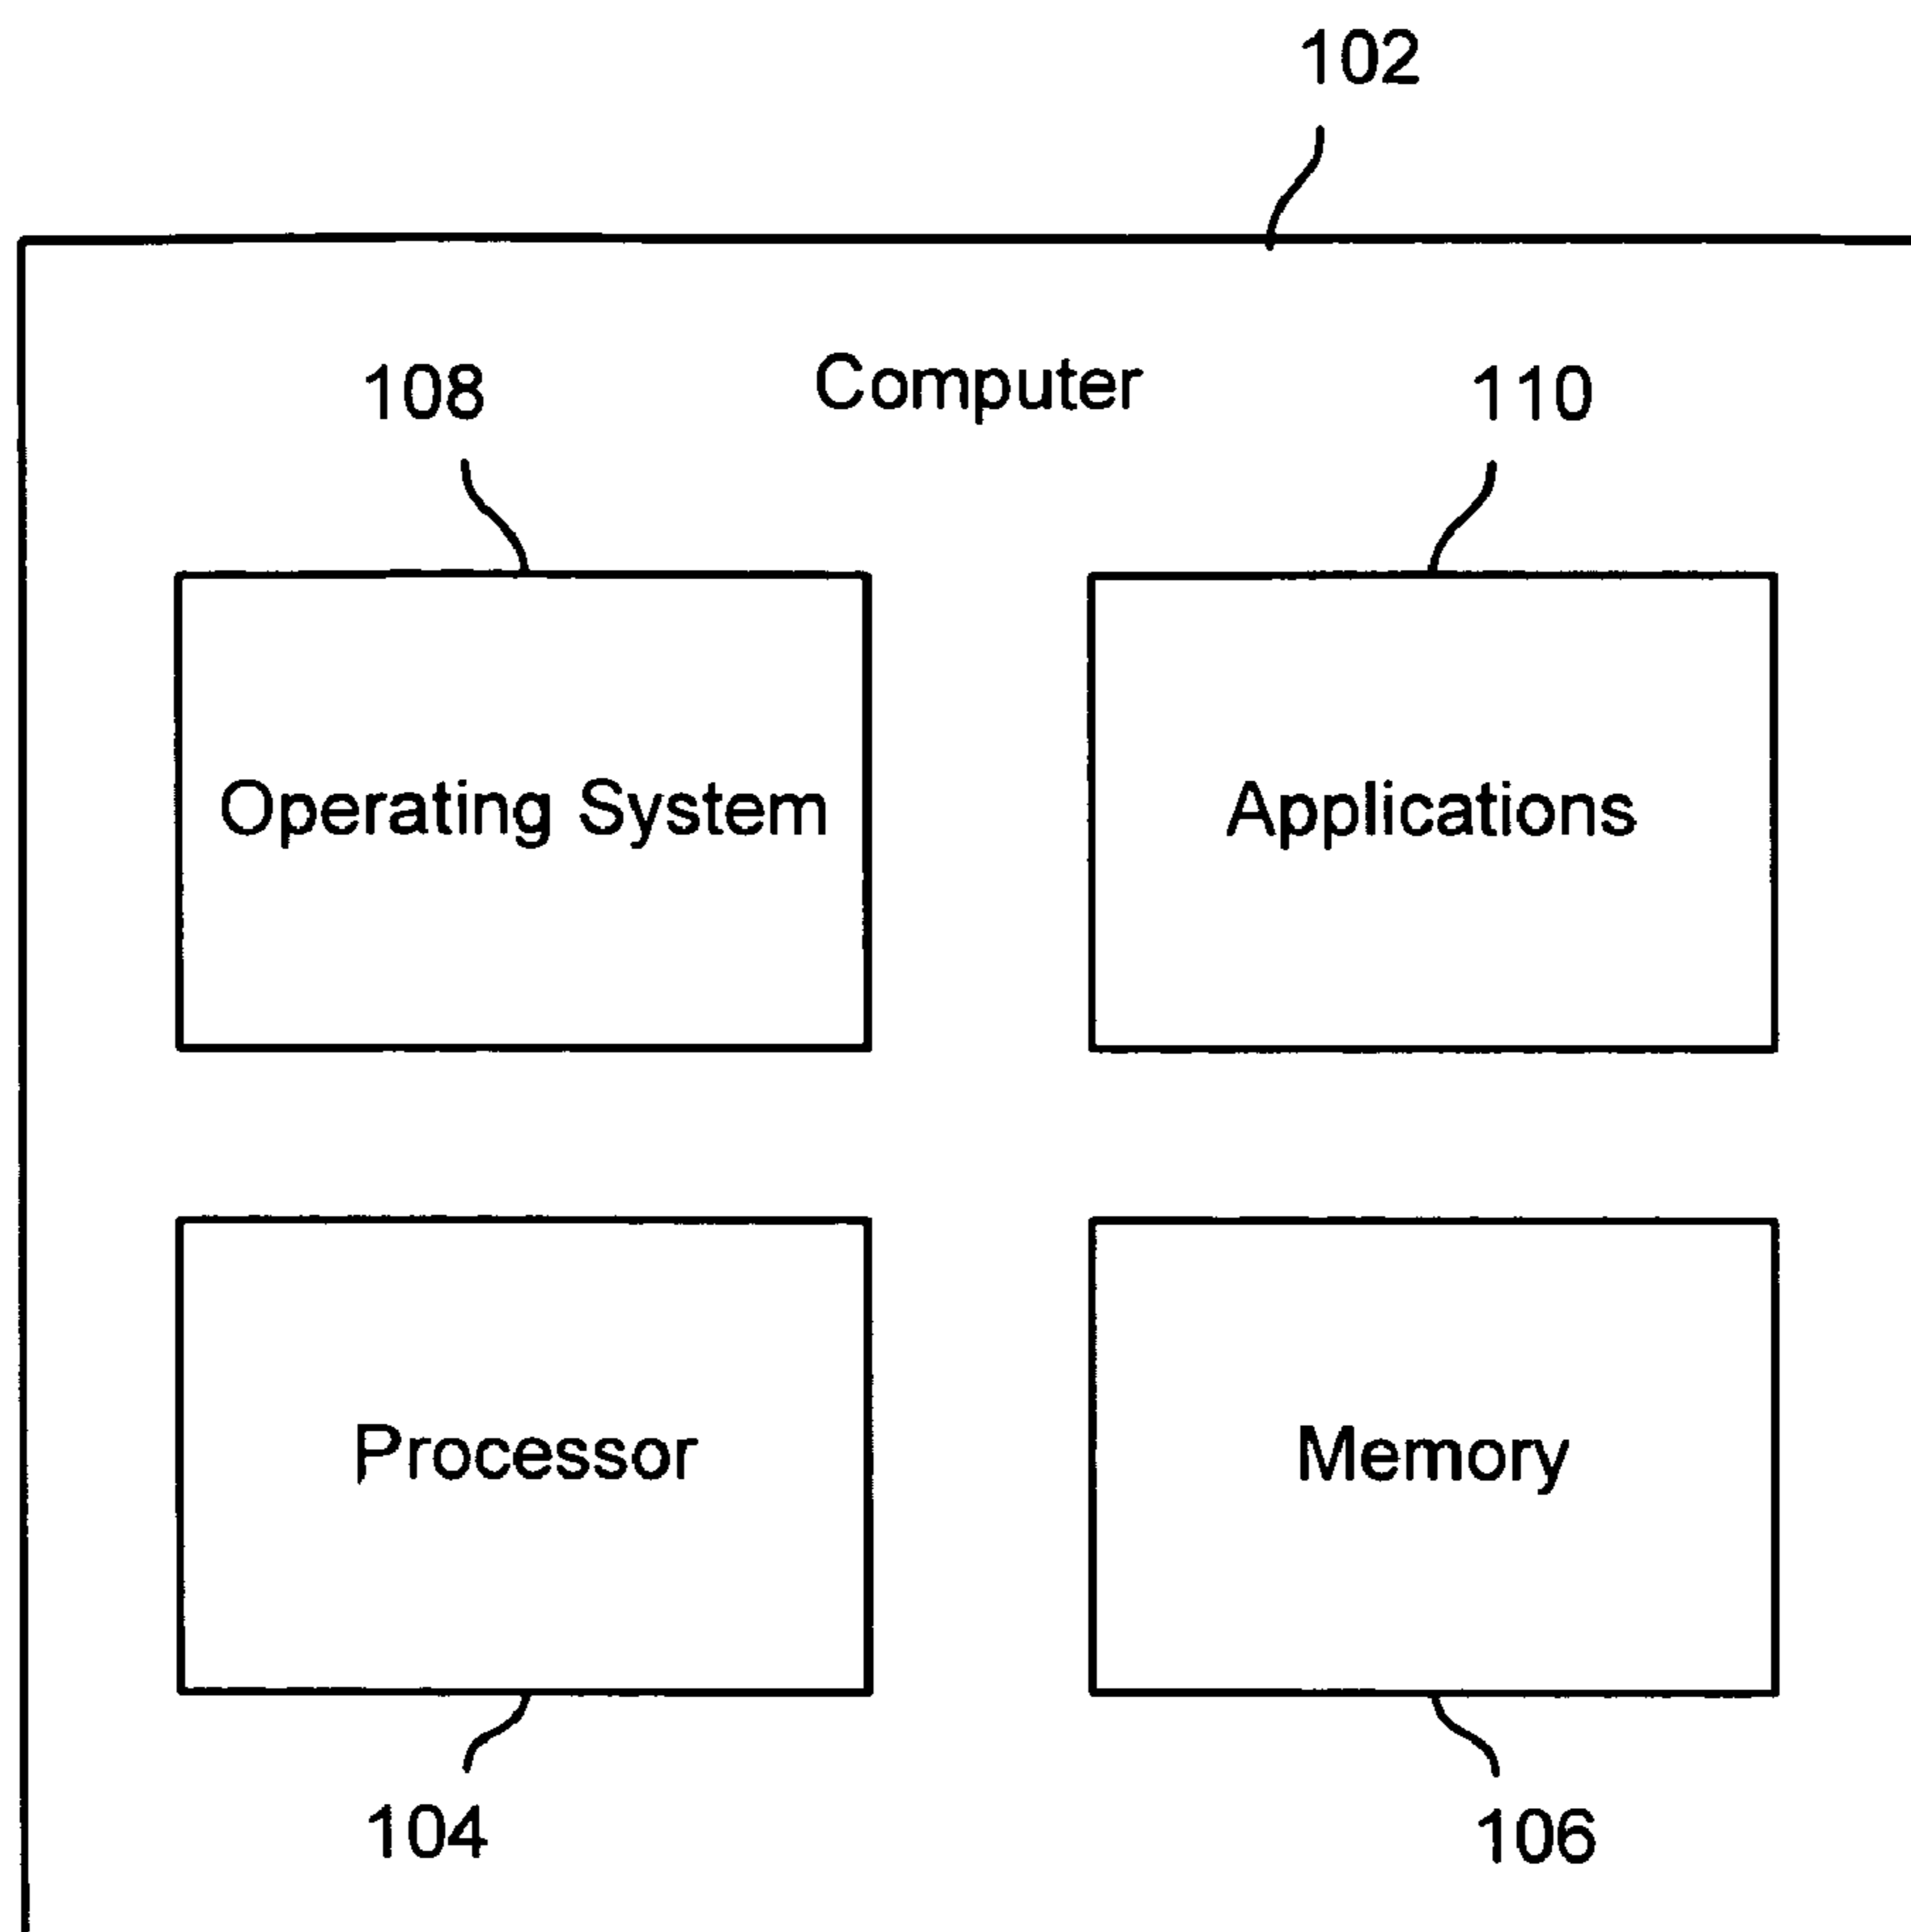 102
108
Computer
110
Operating System
Applications
Processor
Memory
104
106